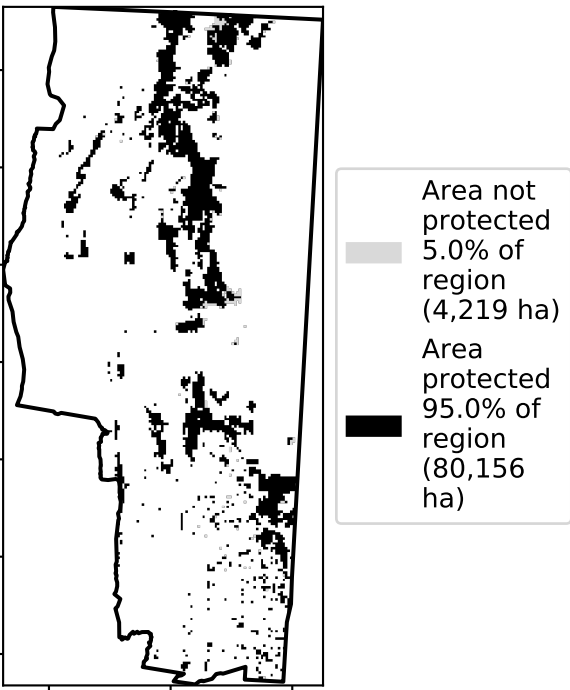 Area not
protected
5.0% of
region
(4,219 ha)
Area
protected
95.0% of
region
(80,156
ha)